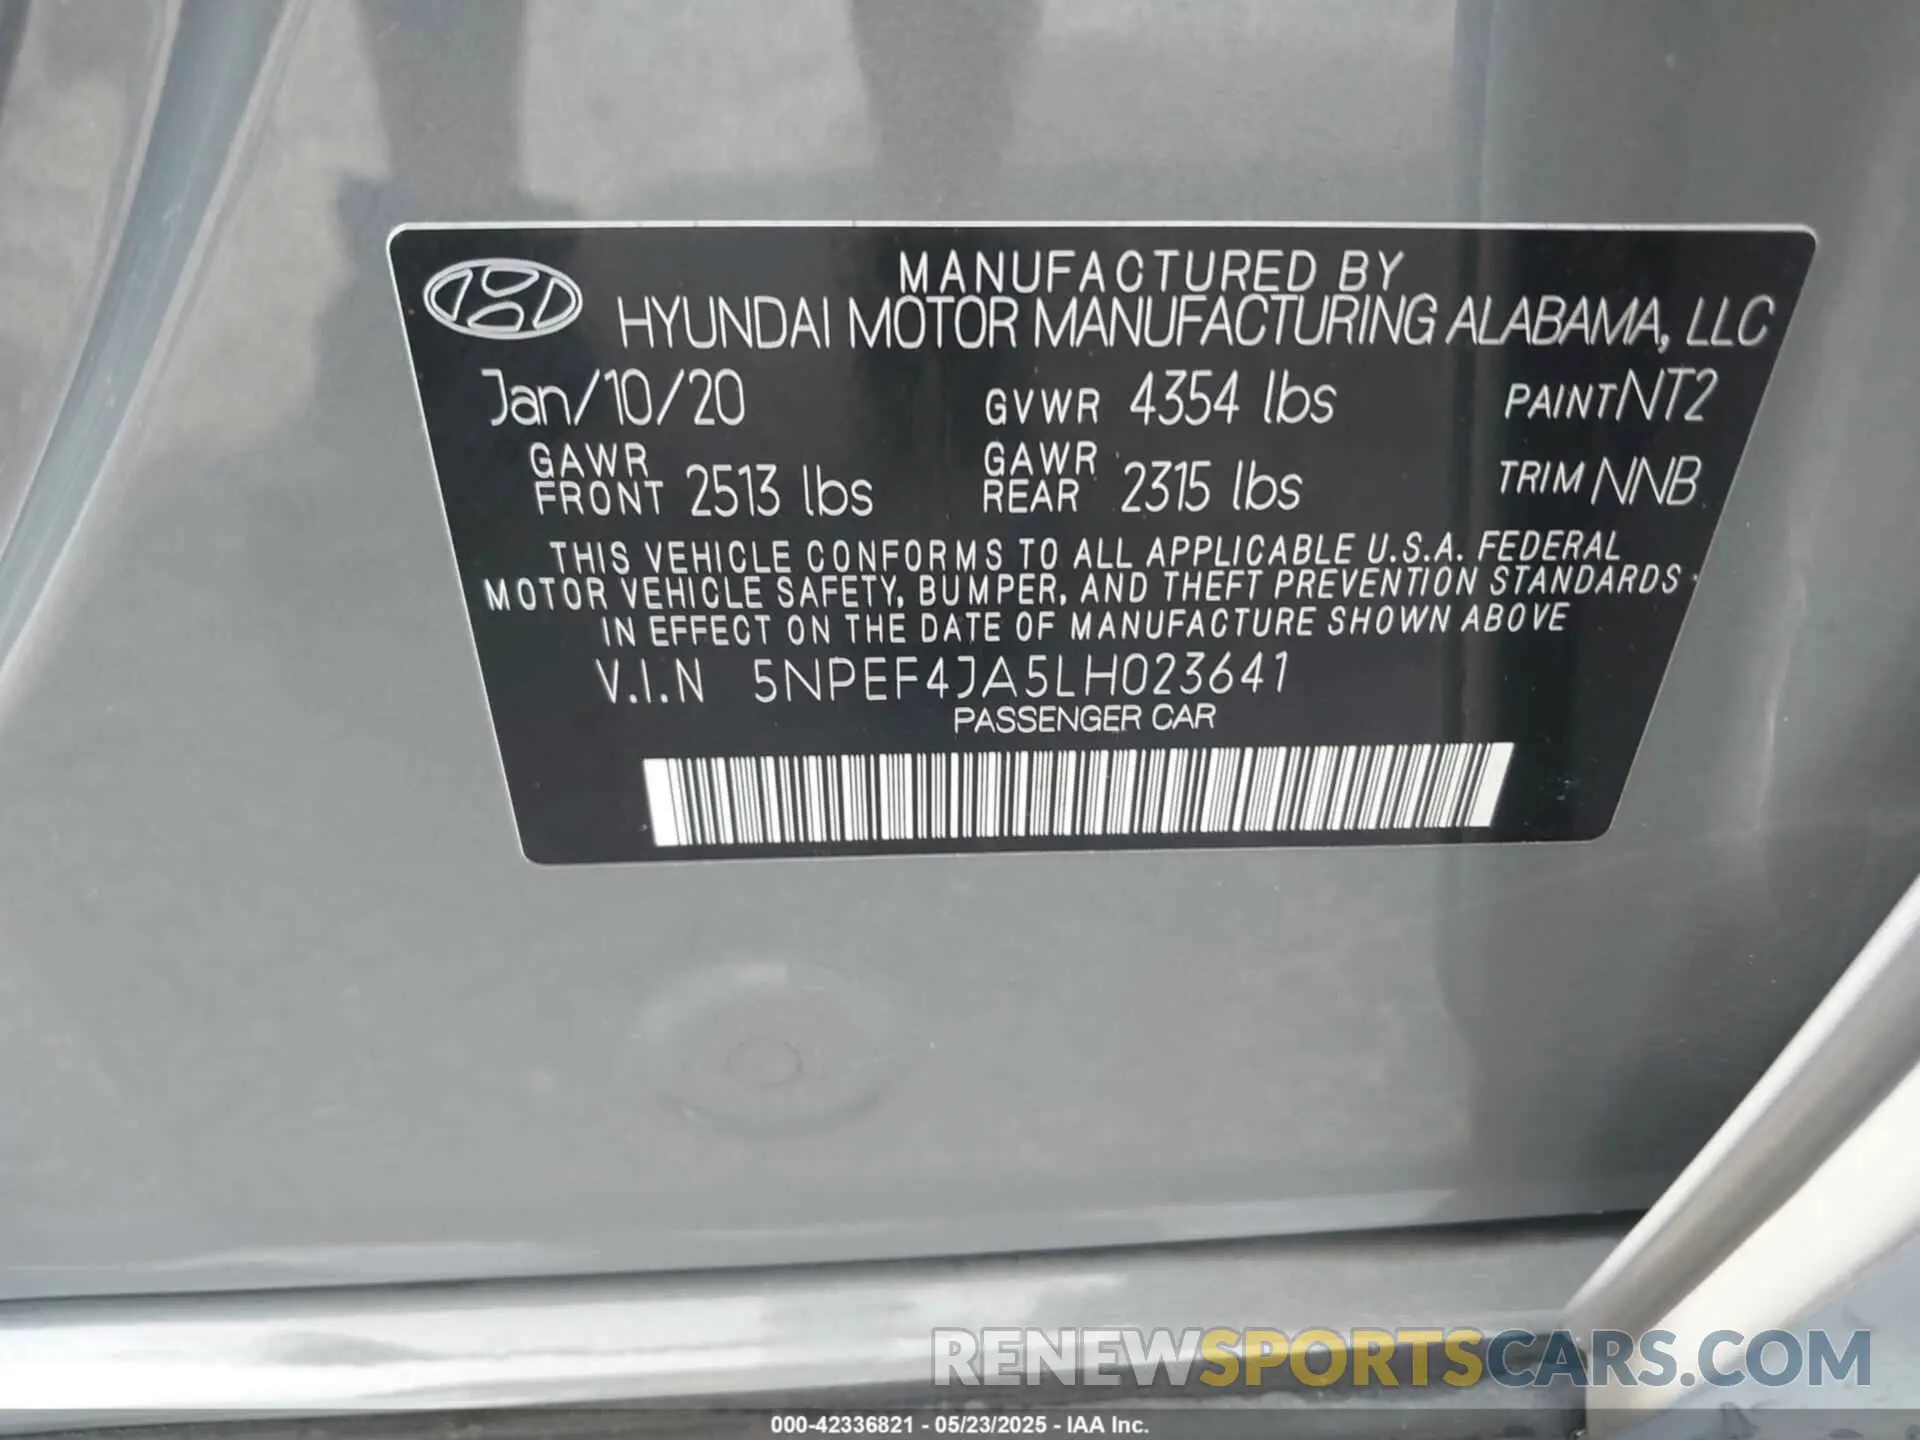 MANUFACTURED BY
HYUNDAI MOTOR MANUFACTURING ALABAMA, LLC
Jan/10/20 GVWR 4354 lbs PAINT NT2
GAWR FRONT 2513 lbs GAWR REAR 2315 lbs TRIM NNB
THIS VEHICLE CONFORMS TO ALL APPLICABLE U.S.A. FEDERAL
MOTOR VEHICLE SAFETY, BUMPER, AND THEFT PREVENTION STANDARDS
IN EFFECT ON THE DATE OF MANUFACTURE SHOWN ABOVE
V.I.N 5NPEF4JA5LH023641
PASSENGER CAR
RENEWSPORTSCARS.COM
000-42336821 - 05/23/2025 - IAA Inc.